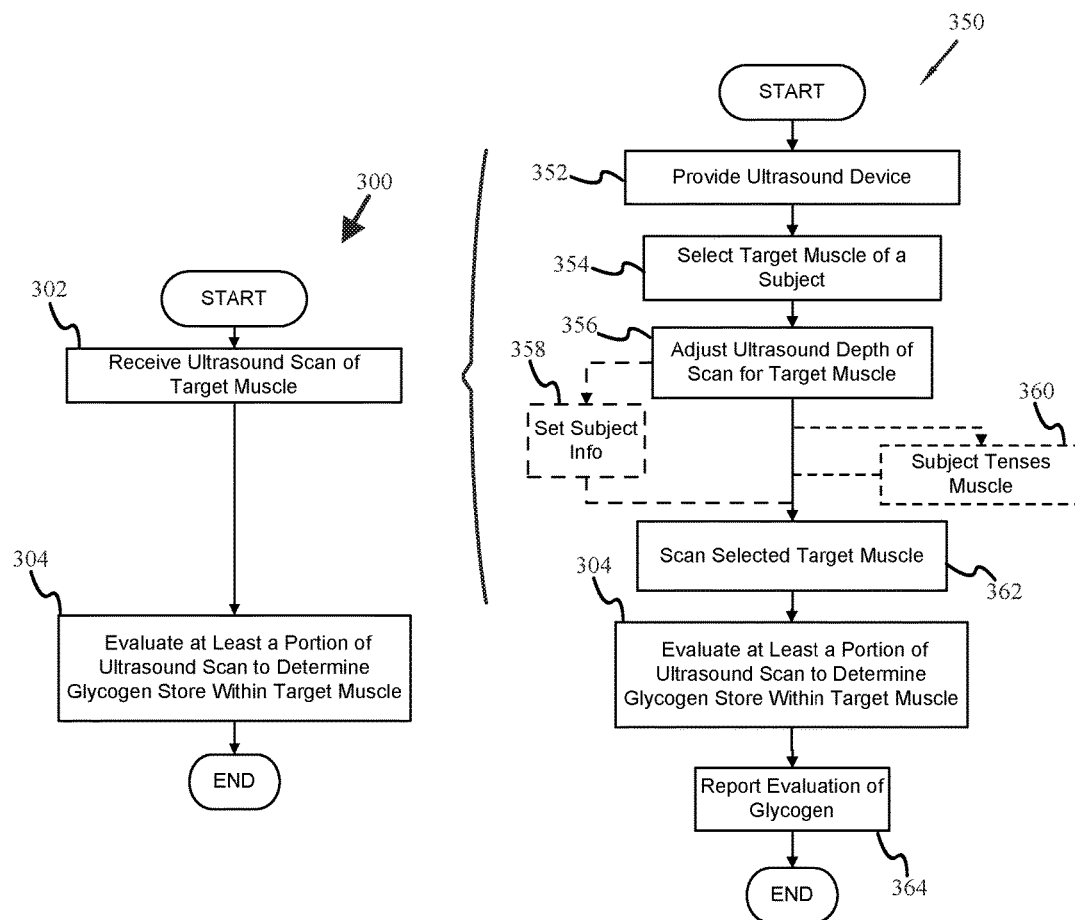 300
START
302
Receive Ultrasound Scan of
Target Muscle
304
Evaluate at Least a Portion of
Ultrasound Scan to Determine
Glycogen Store Within Target Muscle
END
350
START
352
Provide Ultrasound Device
354
Select Target Muscle of a
Subject
356
Adjust Ultrasound Depth of
Scan for Target Muscle
358
Set Subject
Info
360
Subject Tenses
Muscle
Scan Selected Target Muscle
362
304
Evaluate at Least a Portion of
Ultrasound Scan to Determine
Glycogen Store Within Target Muscle
Report Evaluation of
Glycogen
364
END